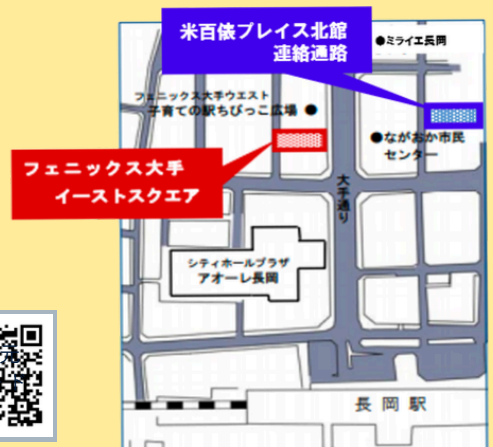 米百俵プレイス北館
連絡通路
●ミライエ長岡
フェニックス大手ウエスト
子育ての駅ちびっこ広場 ●
●ながおか市民
センター
フェニックス大手
イーストスクエア
大手通り
シティホールプラザ
アオーレ長岡
長岡駅